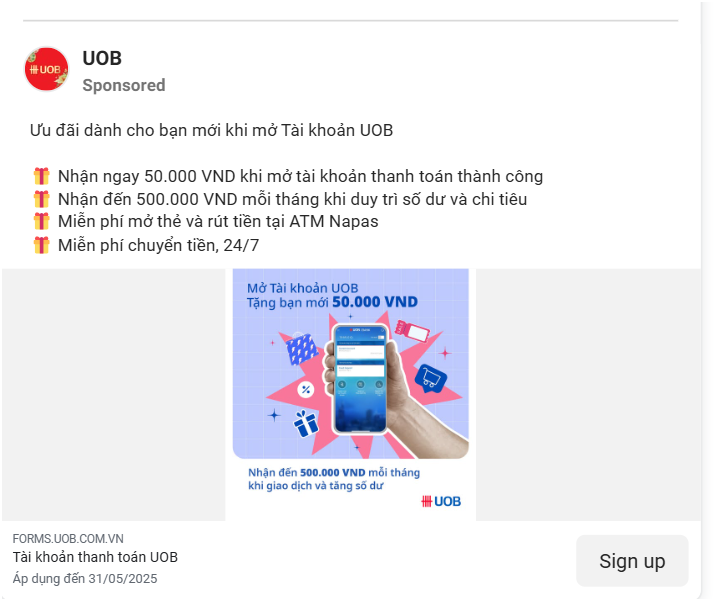 UOB
UOB
Sponsored
Ưu đãi dành cho bạn mới khi mở Tài khoản UOB
Nhận ngay 50.000 VND khi mở tài khoản thanh toán thành công
Nhận đến 500.000 VND mỗi tháng khi duy trì số dư và chi tiêu
Miễn phí mở thẻ và rút tiền tại ATM Napas
Miễn phí chuyển tiền, 24/7
Mở Tài khoản UOB
Tặng bạn mới 50.000 VND
%
Nhận đến 500.000 VND mỗi tháng
khi giao dịch và tăng số dư
UOB
FORMS.UOB.COM.VN
Tài khoản thanh toán UOB
Áp dụng đến 31/05/2025
Sign up